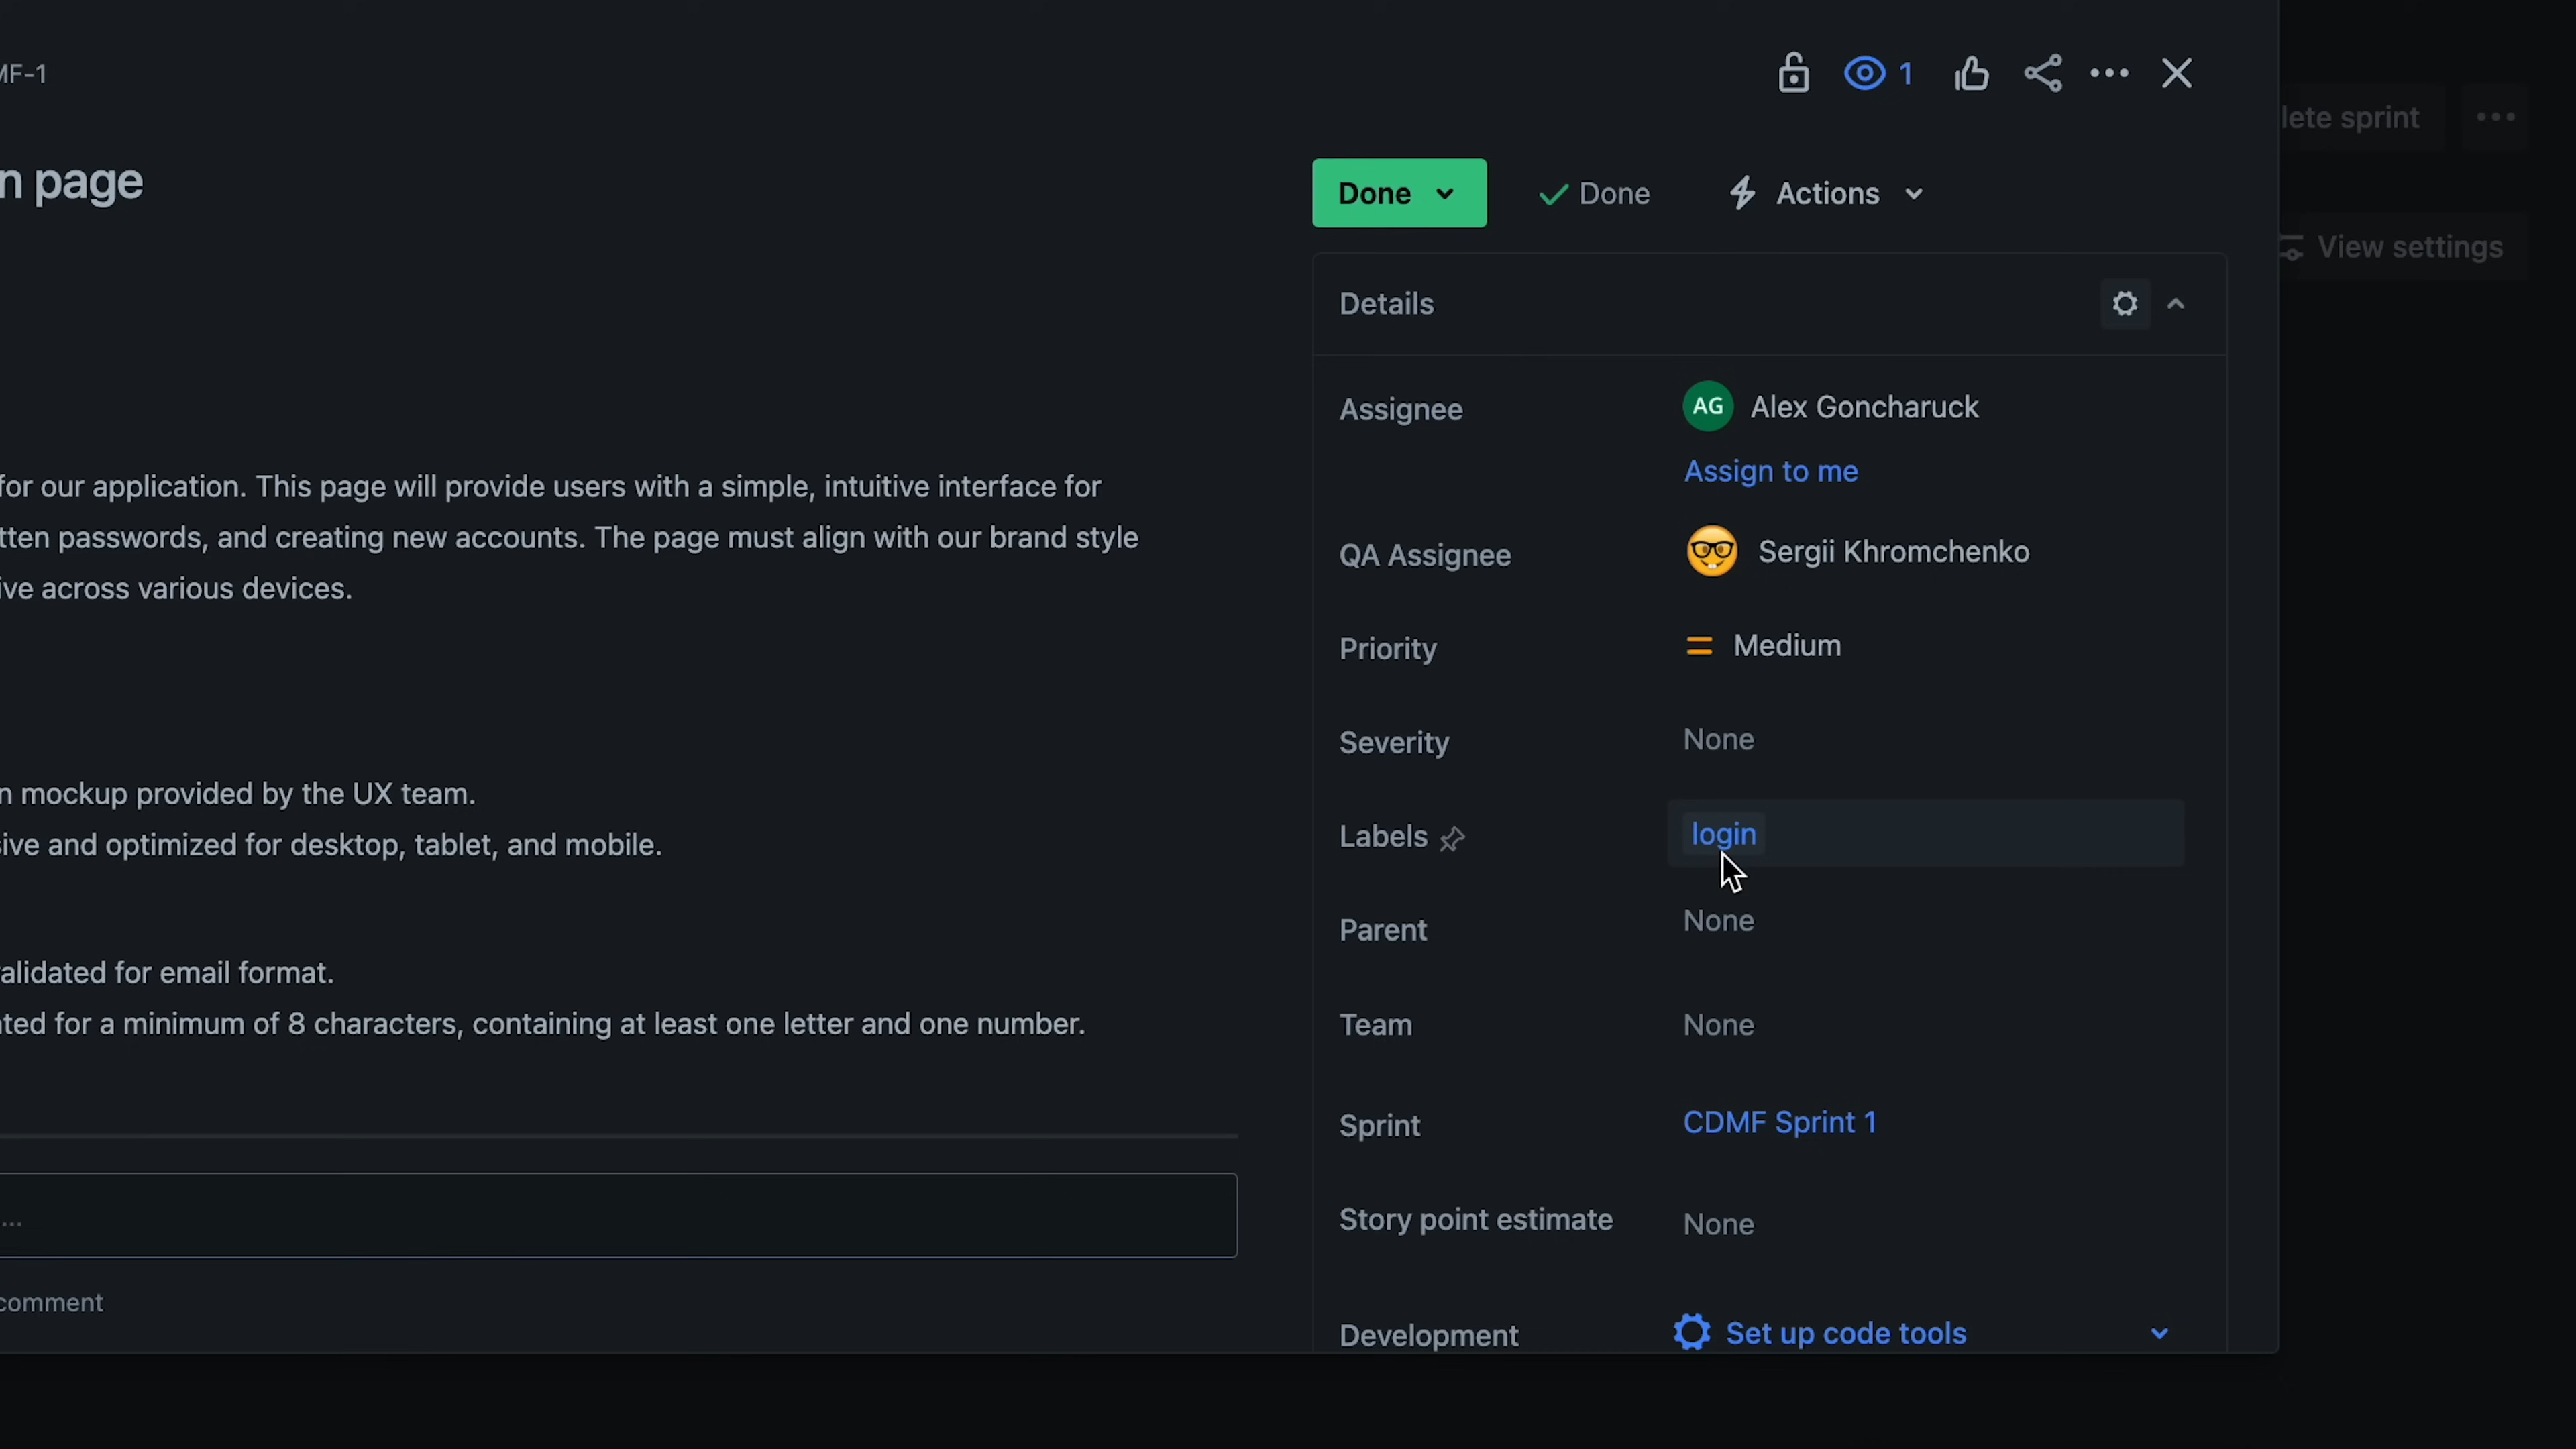 MF-1
1
lete sprint
n page
Done
Done
Actions
View settings
Details
Assignee
AG
Alex Goncharuck
Assign to me
for our application. This page will provide users with a simple, intuitive interface for
tten passwords, and creating new accounts. The page must align with our brand style
ive across various devices.
QA Assignee
Sergii Khromchenko
Priority
Medium
Severity
None
n mockup provided by the UX team.
sive and optimized for desktop, tablet, and mobile.
Labels
login
Parent
None
alidated for email format.
ated for a minimum of 8 characters, containing at least one letter and one number.
Team
None
Sprint
CDMF Sprint 1
...
Story point estimate
None
comment
Development
Set up code tools